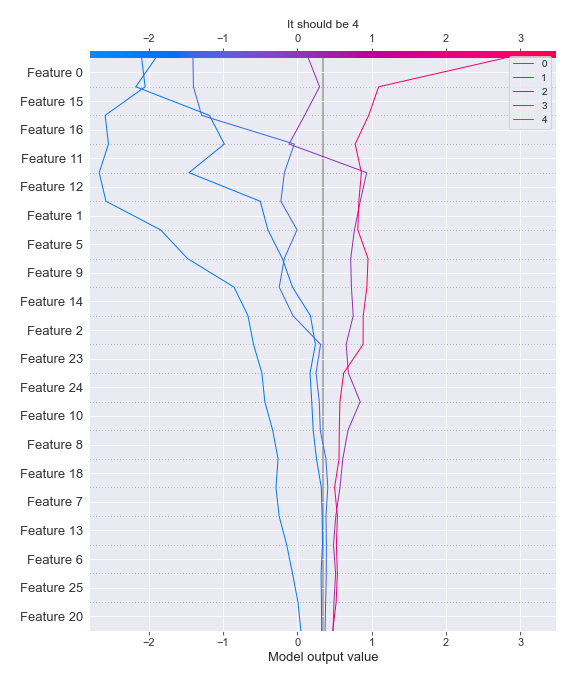 It should be 4
−2 −1 0 1 2 3
0
1
2
3
4
Feature 0
Feature 15
Feature 16
Feature 11
Feature 12
Feature 1
Feature 5
Feature 9
Feature 14
Feature 2
Feature 23
Feature 24
Feature 10
Feature 8
Feature 18
Feature 7
Feature 13
Feature 6
Feature 25
Feature 20
−2 −1 0 1 2 3
Model output value